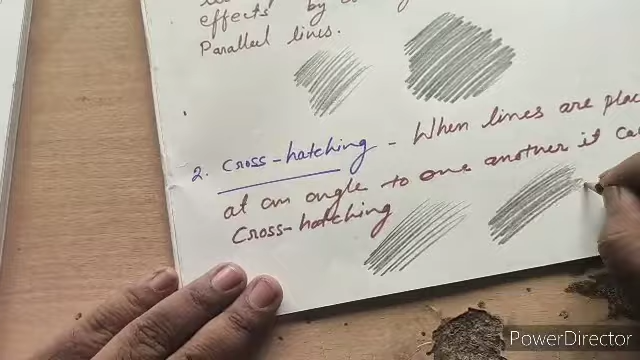 effects by
Parallel lines.
2. Cross-hatching - When lines are plac
at an angle to one another it ca
Cross-hatching
PowerDirector